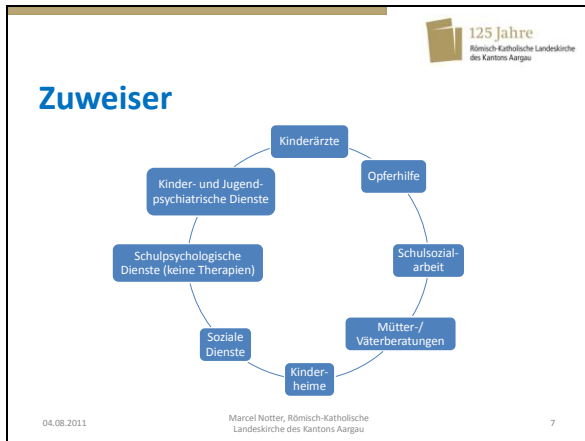 125 Jahre
Römisch-Katholische Landeskirche
des Kantons Aargau
Zuweiser
Kinderärzte
Opferhilfe
Schulsozial-
arbeit
Mütter-/
Väterberatungen
Kinder-
heime
Soziale
Dienste
Schulpsychologische
Dienste (keine Therapien)
Kinder- und Jugend-
psychiatrische Dienste
04.08.2011
Marcel Notter, Römisch-Katholische
Landeskirche des Kantons Aargau
7